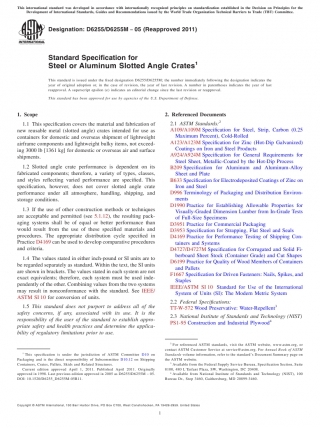 This international standard was developed in accordance with internationally recognized principles on standardization established in the Decision on Principles for the
Development of International Standards, Guides and Recommendations issued by the World Trade Organization Technical Barriers to Trade (TBT) Committee.
Designation: D6255/D6255M − 05 (Reapproved 2011)
INTERNATIONAL
Standard Specification for
Steel or Aluminum Slotted Angle Crates1
This standard is issued under the fixed designation D6255/D6255M; the number immediately following the designation indicates the
year of original adoption or, in the case of revision, the year of last revision. A number in parentheses indicates the year of last
reapproval. A superscript epsilon (ε) indicates an editorial change since the last revision or reapproval.
This standard has been approved for use by agencies of the U.S. Department of Defense.
1. Scope
1.1 This specification covers the material and fabrication of
new reusable metal (slotted angle) crates intended for use as
containers for domestic and overseas shipment of lightweight
airframe components and lightweight bulky items, not exceed-
ing 3000 lb [1361 kg] for domestic or overseas air and surface
shipments.
1.2 Slotted angle crate performance is dependent on its
fabricated components; therefore, a variety of types, classes,
and styles reflecting varied performance are specified. This
specification, however, does not cover slotted angle crate
performance under all atmosphere, handling, shipping, and
storage conditions.
1.3 If the use of other construction methods or techniques
are acceptable and permitted (see 5.1.12), the resulting pack-
aging systems shall be of equal or better performance than
would result from the use of these specified materials and
procedures. The appropriate distribution cycle specified in
Practice D4169 can be used to develop comparative procedures
and criteria.
1.4 The values stated in either inch-pound or SI units are to
be regarded separately as standard. Within the text, the SI units
are shown in brackets. The values stated in each system are not
exact equivalents; therefore, each system must be used inde-
pendently of the other. Combining values from the two systems
may result in nonconformance with the standard. See IEEE/
ASTM SI 10 for conversion of units.
1.5 This standard does not purport to address all of the
safety concerns, if any, associated with its use. It is the
responsibility of the user of this standard to establish appro-
priate safety and health practices and determine the applica-
bility of regulatory limitations prior to use.
1 This specification is under the jurisdiction of ASTM Committee D10 on
Packaging and is the direct responsibility of Subcommittee D10.12 on Shipping
Containers, Crates, Pallets, Skids and Related Structures.
Current edition approved April 1, 2011. Published April 2011. Originally
approved in 1998. Last previous edition approved in 2005 as D6255/D6255M – 05.
DOI: 10.1520/D6255_D6255M-05R11.
2. Referenced Documents
2.1 ASTM Standards:2
A109/A109M Specification for Steel, Strip, Carbon (0.25
Maximum Percent), Cold-Rolled
A123/A123M Specification for Zinc (Hot-Dip Galvanized)
Coatings on Iron and Steel Products
A924/A924M Specification for General Requirements for
Steel Sheet, Metallic-Coated by the Hot-Dip Process
B209 Specification for Aluminum and Aluminum-Alloy
Sheet and Plate
B633 Specification for Electrodeposited Coatings of Zinc on
Iron and Steel
D996 Terminology of Packaging and Distribution Environ-
ments
D1990 Practice for Establishing Allowable Properties for
Visually-Graded Dimension Lumber from In-Grade Tests
of Full-Size Specimens
D3951 Practice for Commercial Packaging
D3953 Specification for Strapping, Flat Steel and Seals
D4169 Practice for Performance Testing of Shipping Con-
tainers and Systems
D4727/D4727M Specification for Corrugated and Solid Fi-
berboard Sheet Stock (Container Grade) and Cut Shapes
D6199 Practice for Quality of Wood Members of Containers
and Pallets
F1667 Specification for Driven Fasteners: Nails, Spikes, and
Staples
IEEE/ASTM SI 10 Standard for Use of the International
System of Units (SI): The Modern Metric System
2.2 Federal Specifications:
TT-W-572 Wood Preservative: Water-Repellent3
2.3 National Institute of Standards and Technology (NIST)
PS1-95 Construction and Industrial Plywood4
2 For referenced ASTM standards, visit the ASTM website, www.astm.org, or
contact ASTM Customer Service at service@astm.org. For Annual Book of ASTM
Standards volume information, refer to the standard's Document Summary page on
the ASTM website.
3 Available from the Federal Supply Service Bureau, Specification Section, Suite
8100, 300 E. Enfant Plaza, SW, Washington, DC 20408.
4 Available from National Institute of Standards and Technology (NIST), 100
Bureau Dr., Stop 3460, Gaithersburg, MD 20899-3460.
Copyright © ASTM International, 100 Barr Harbor Drive, PO Box C700, West Conshohocken, PA 19428-2959. United States
1